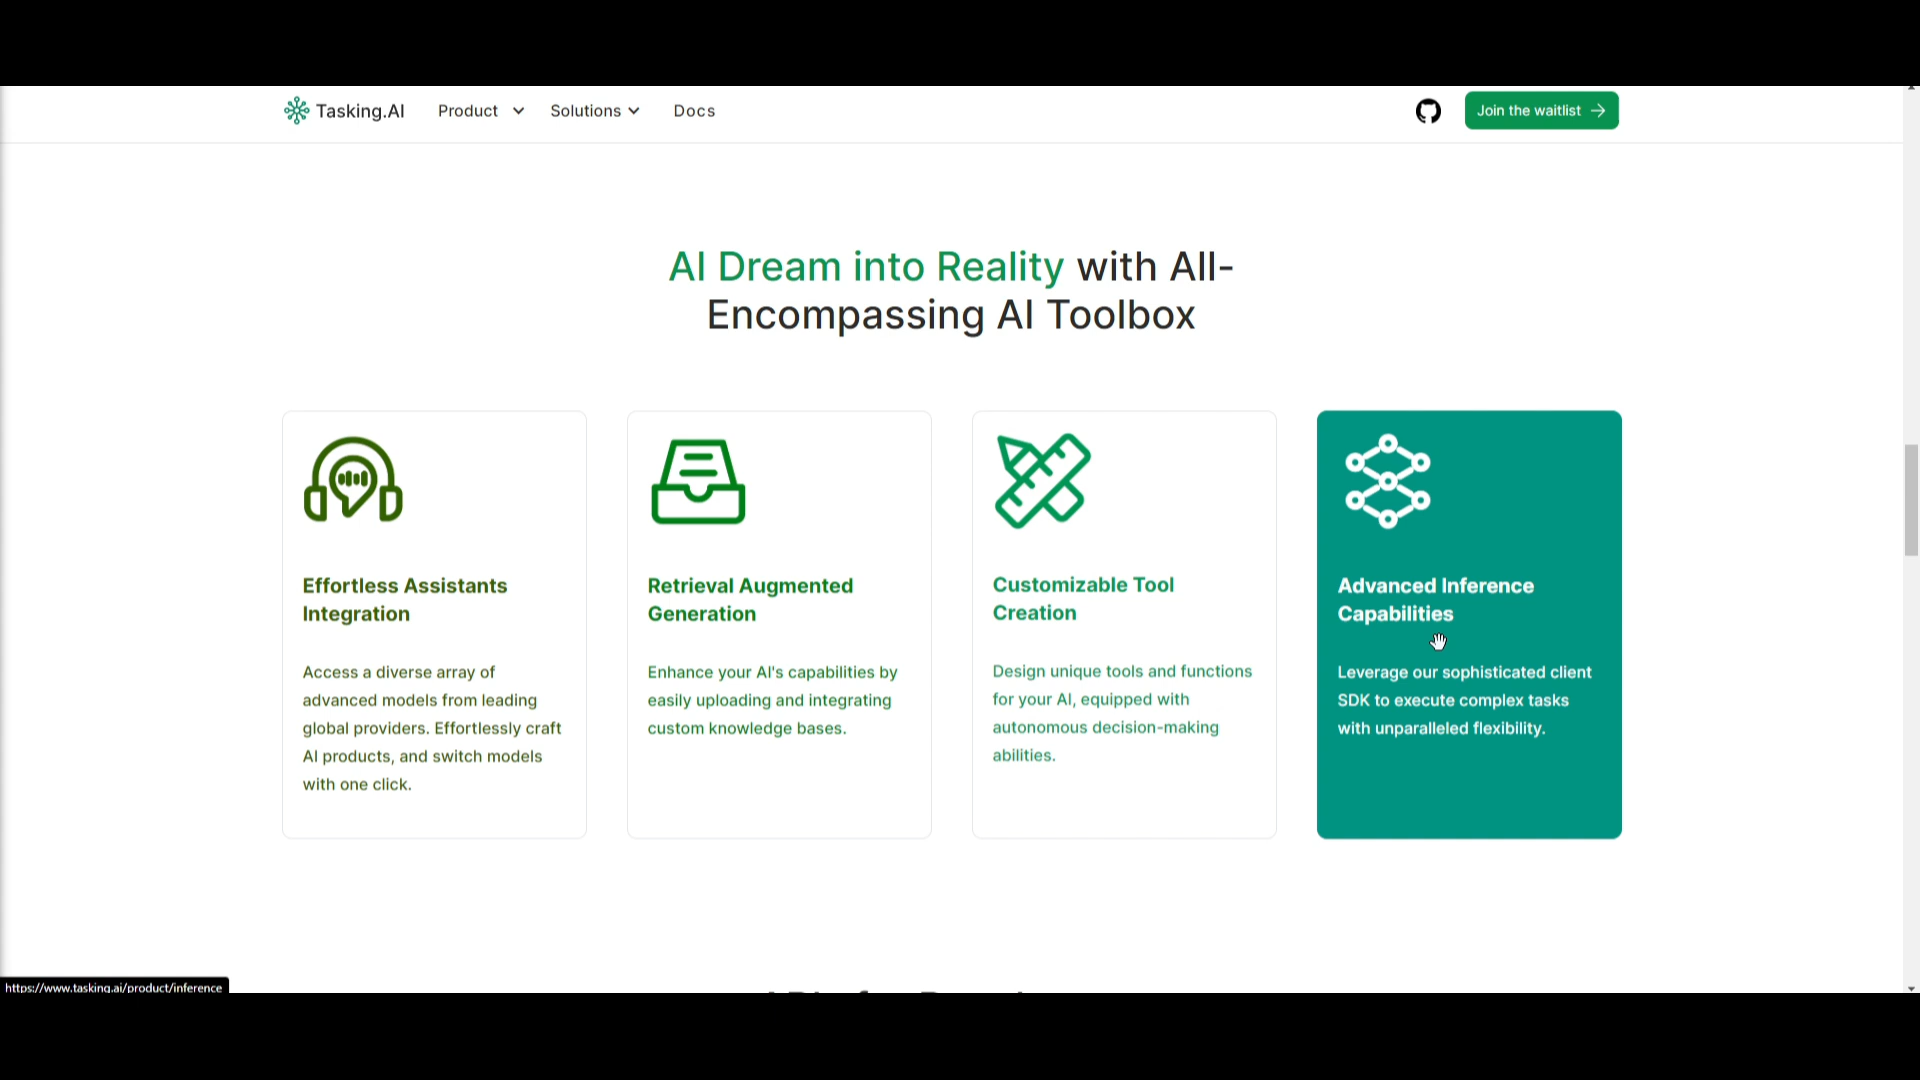 Tasking.AI
Product
Solutions
Docs
Join the waitlist
AI Dream into Reality with All-
Encompassing AI Toolbox
Effortless Assistants
Integration
Access a diverse array of
advanced models from leading
global providers. Effortlessly craft
AI products, and switch models
with one click.
Retrieval Augmented
Generation
Enhance your AI's capabilities by
easily uploading and integrating
custom knowledge bases.
Customizable Tool
Creation
Design unique tools and functions
for your AI, equipped with
autonomous decision-making
abilities.
Advanced Inference
Capabilities
Leverage our sophisticated client
SDK to execute complex tasks
with unparalleled flexibility.
https://www.tasking.ai/product/inference